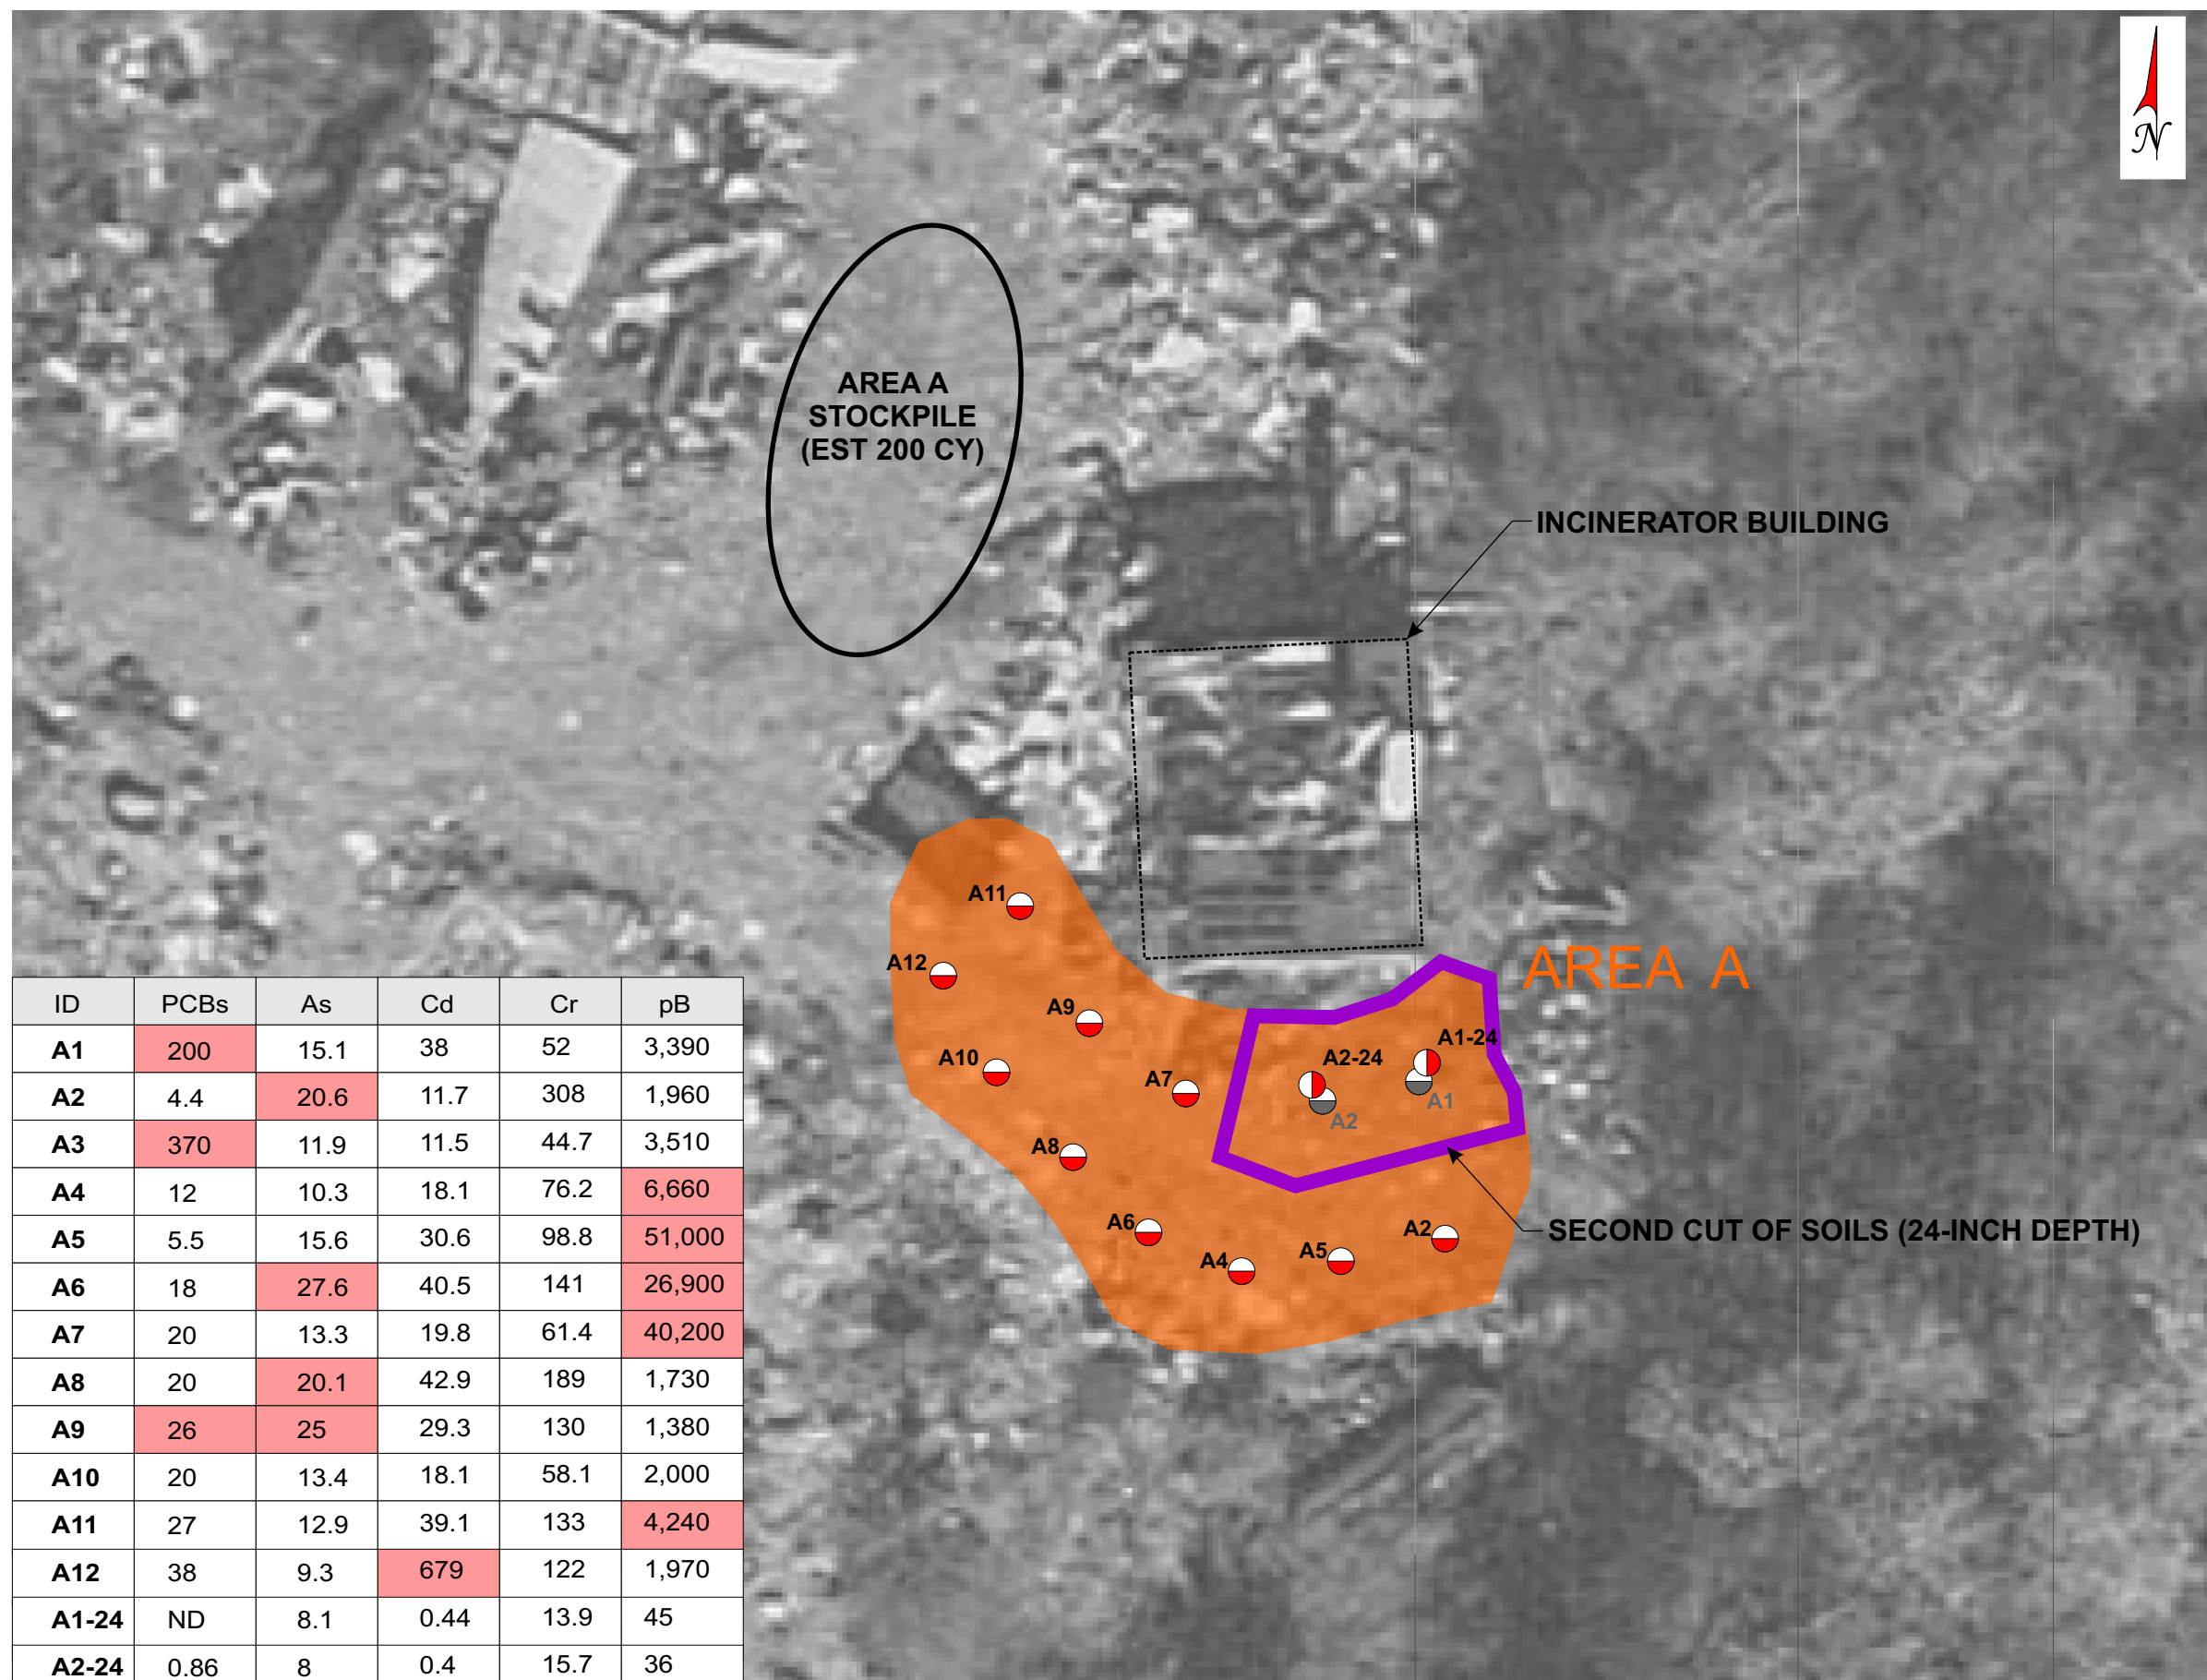 N
AREA A
STOCKPILE
(EST 200 CY)
INCINERATOR BUILDING
A11
AREA A
A12
A9
A1-24
A10
A2-24
A7
A1
A2
A8
A6
A2
SECOND CUT OF SOILS (24-INCH DEPTH)
A5
A4
ID PCBs As Cd Cr pB
A1 200 15.1 38 52 3,390
A2 4.4 20.6 11.7 308 1,960
A3 370 11.9 11.5 44.7 3,510
A4 12 10.3 18.1 76.2 6,660
A5 5.5 15.6 30.6 98.8 51,000
A6 18 27.6 40.5 141 26,900
A7 20 13.3 19.8 61.4 40,200
A8 20 20.1 42.9 189 1,730
A9 26 25 29.3 130 1,380
A10 20 13.4 18.1 58.1 2,000
A11 27 12.9 39.1 133 4,240
A12 38 9.3 679 122 1,970
A1-24 ND 8.1 0.44 13.9 45
A2-24 0.86 8 0.4 15.7 36